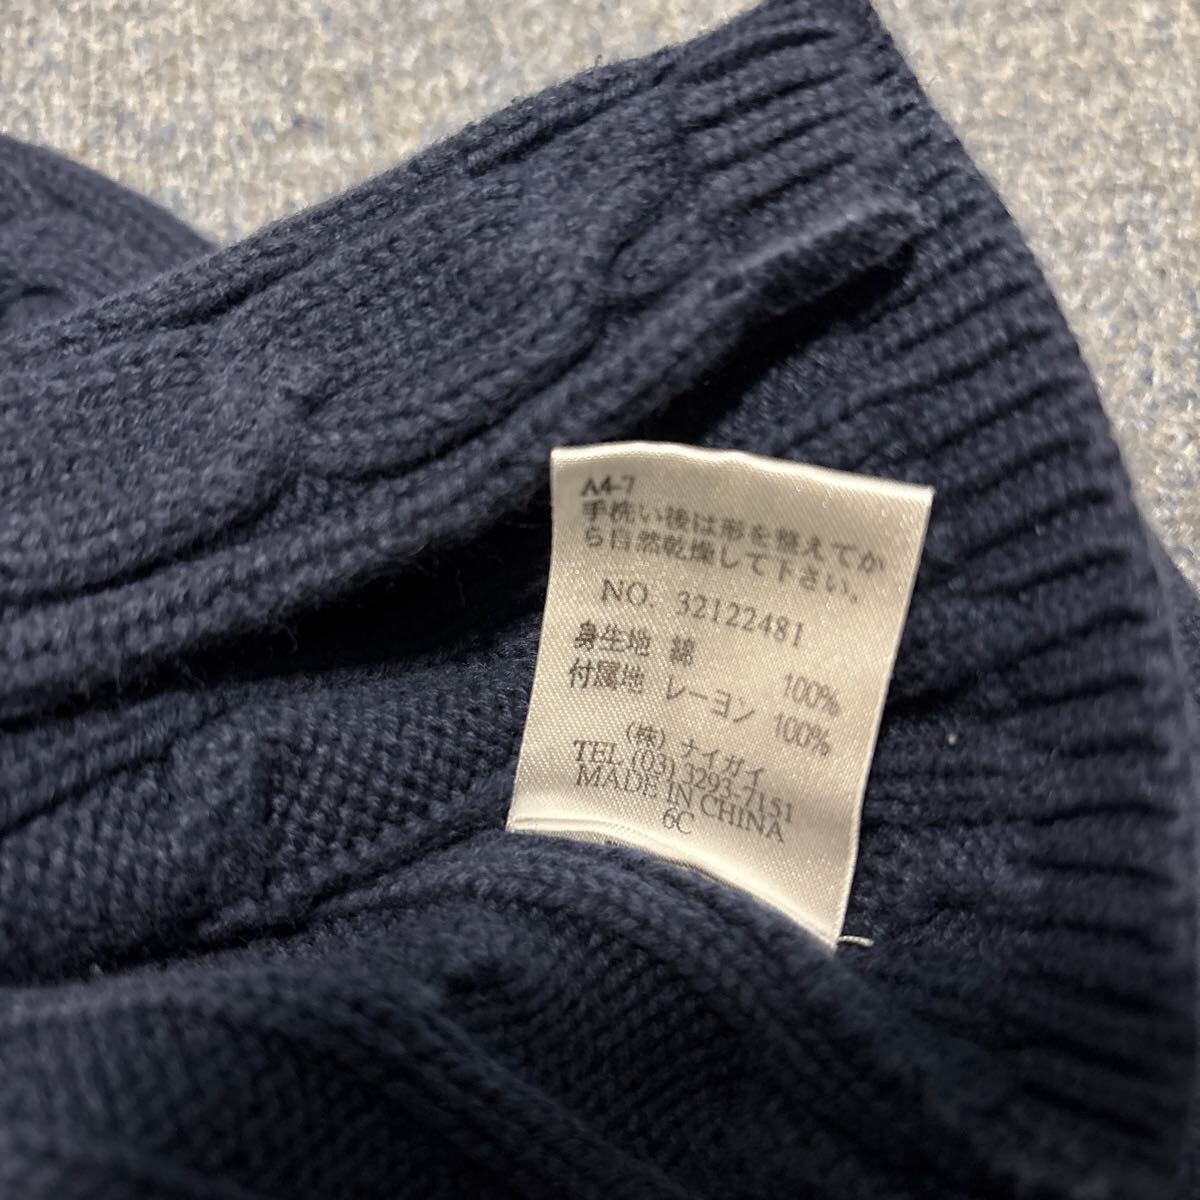 A4-7
手洗い後は形を整えてか
ら自然乾燥して下さい。
NO. 32122481
身生地 綿 100%
付属地 レーヨン 100%
(株) ナイガイ
TEL (03) 3293-7151
MADE IN CHINA
6C